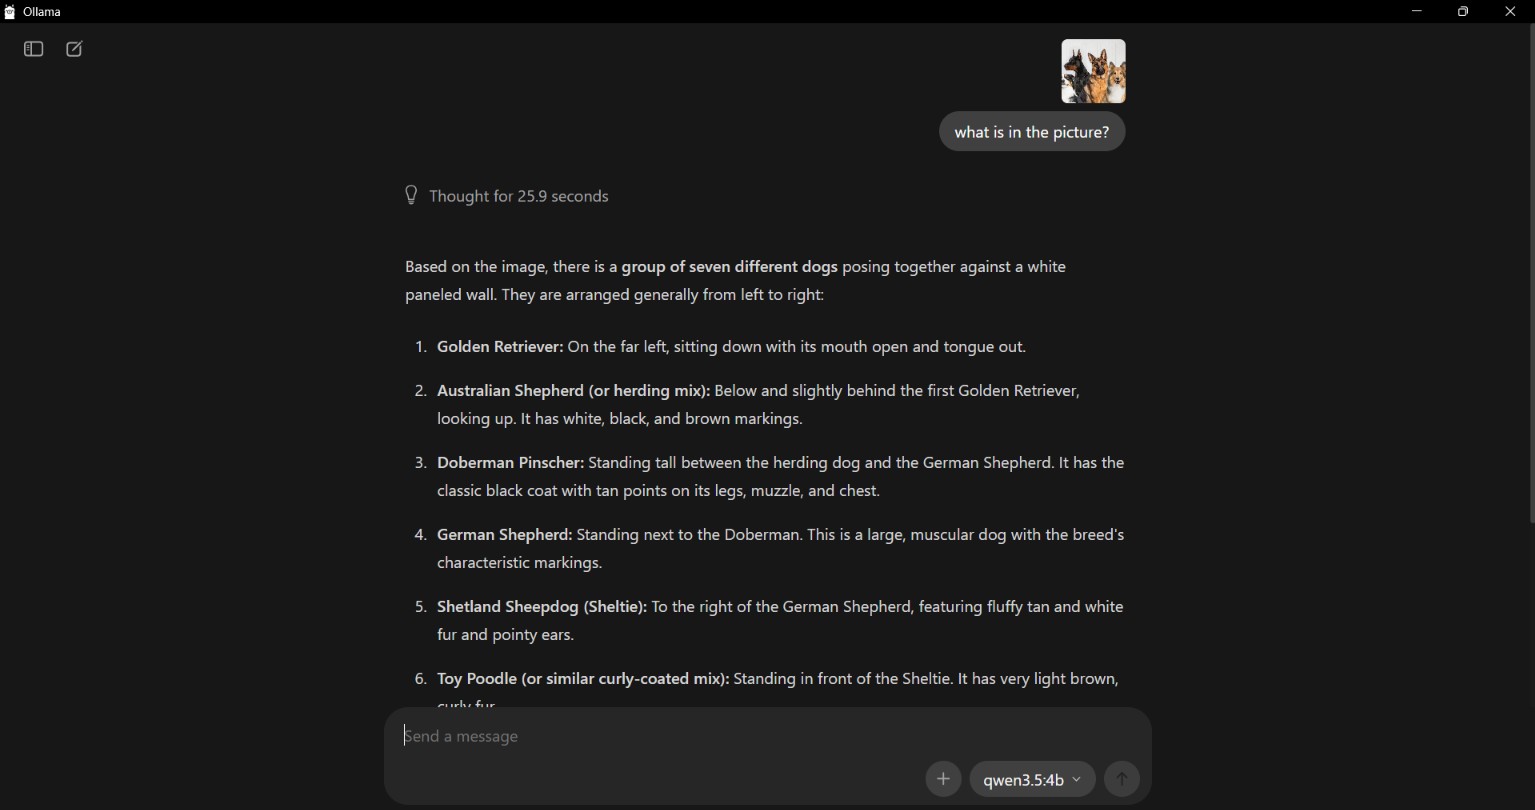 Ollama
what is in the picture?
Thought for 25.9 seconds
Based on the image, there is a group of seven different dogs posing together against a white
paneled wall. They are arranged generally from left to right:
1. Golden Retriever: On the far left, sitting down with its mouth open and tongue out.
2. Australian Shepherd (or herding mix): Below and slightly behind the first Golden Retriever,
looking up. It has white, black, and brown markings.
3. Doberman Pinscher: Standing tall between the herding dog and the German Shepherd. It has the
classic black coat with tan points on its legs, muzzle, and chest.
4. German Shepherd: Standing next to the Doberman. This is a large, muscular dog with the breed's
characteristic markings.
5. Shetland Sheepdog (Sheltie): To the right of the German Shepherd, featuring fluffy tan and white
fur and pointy ears.
6. Toy Poodle (or similar curly-coated mix): Standing in front of the Sheltie. It has very light brown,
curly fur
Send a message
qwen3.5:4b